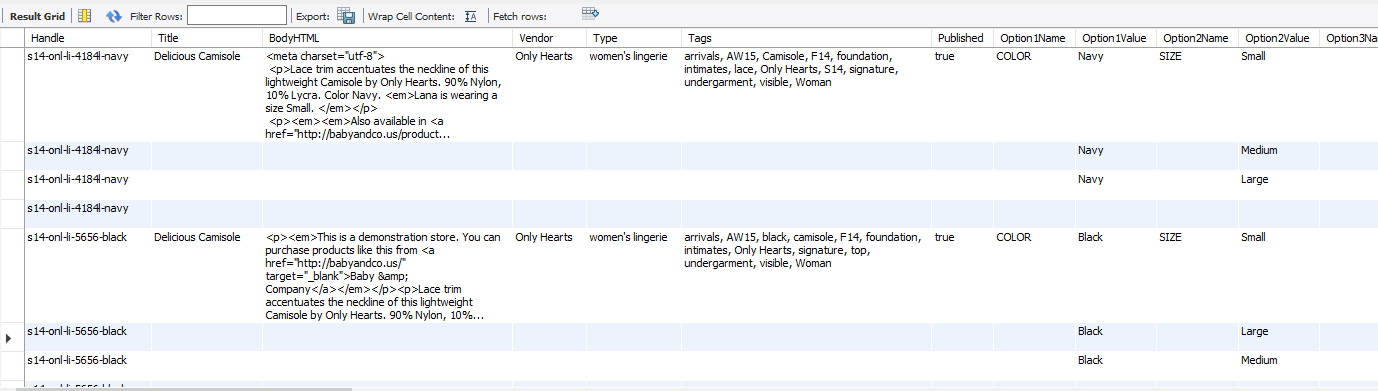 Result Grid Filter Rows: Export: Wrap Cell Content: Fetch rows:
Handle Title BodyHTML Vendor Type Tags Published Option1Name Option1Value Option2Name Option2Value Option3Na
s14-onl-li-4184l-navy Delicious Camisole <meta charset="utf-8"> Only Hearts women's lingerie arrivals, AW15, Camisole, F14, foundation, true COLOR Navy SIZE Small
<p>Lace trim accentuates the neckline of this intimates, lace, Only Hearts, S14, signature,
lightweight Camisole by Only Hearts. 90% Nylon, undergarment, visible, Woman
10% Lycra. Color Navy. <em>Lana is wearing a
size Small. </em></p>
<p><em><em>Also available in <a
href="http://babyandco.us/product...
s14-onl-li-4184l-navy Navy Medium
s14-onl-li-4184l-navy Navy Large
s14-onl-li-4184l-navy
s14-onl-li-5656-black Delicious Camisole <p><em>This is a demonstration store. You can Only Hearts women's lingerie arrivals, AW15, black, camisole, F14, foundation, true COLOR Black SIZE Small
purchase products like this from <a intimates, Only Hearts, signature, top,
href="http://babyandco.us/" undergarment, visible, Woman
target="_blank">Baby &amp;
Company</a></em></p><p>Lace trim
accentuates the neckline of this lightweight
Camisole by Only Hearts. 90% Nylon, 10%...
s14-onl-li-5656-black Black Large
s14-onl-li-5656-black Black Medium